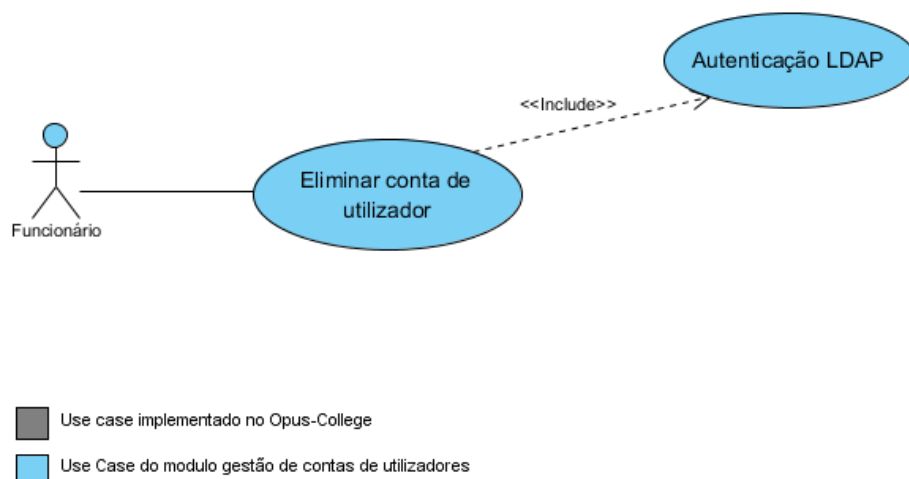 Autenticação LDAP
<<Include>>
Eliminar conta de
utilizador
Funcionário
Use case implementado no Opus-College
Use Case do modulo gestão de contas de utilizadores